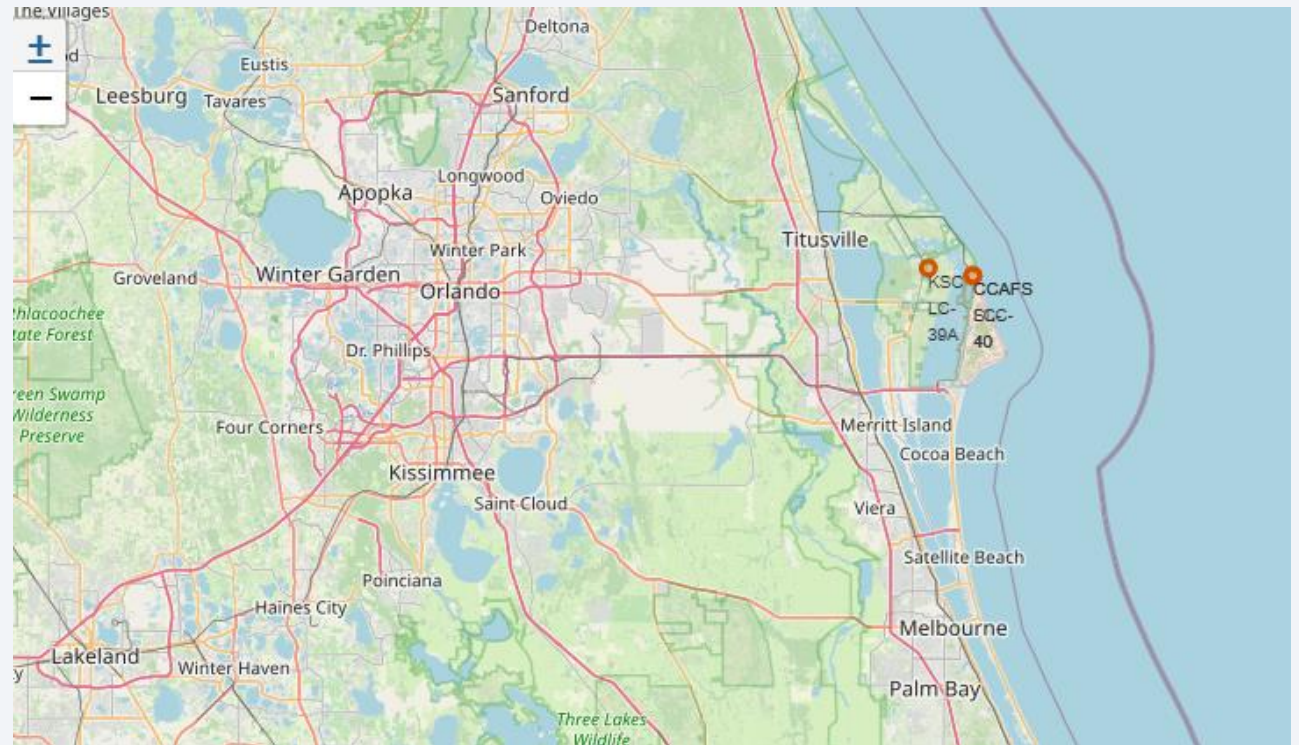 The Villages
Deltona
±
Eustis
Leesburg
Tavares
Sanford
−
Longwood
Apopka
Oviedo
Titusville
Winter Park
Groveland
Winter Garden
Orlando
KSC
LC-
39A
CCAFS
40
thlacoochee
tate Forest
Dr. Phillips
reen Swamp
Wilderness
Preserve
Four Corners
Merritt Island
Cocoa Beach
Kissimmee
Saint Cloud
Viera
Satellite Beach
Poinciana
Haines City
Melbourne
Lakeland
Winter Haven
Palm Bay
Three Lakes
Wildlife